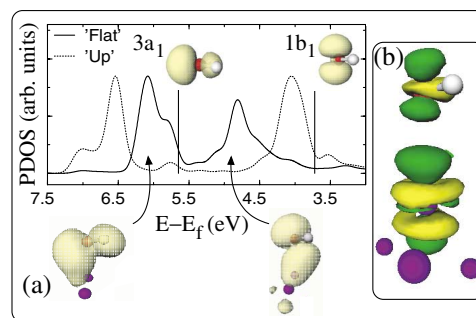 'Flat'
'Up'
3a1
1b1
(b)
PDOS (arb. units)
7.5 6.5 5.5 4.5 3.5
E–Ef (eV)
(a)